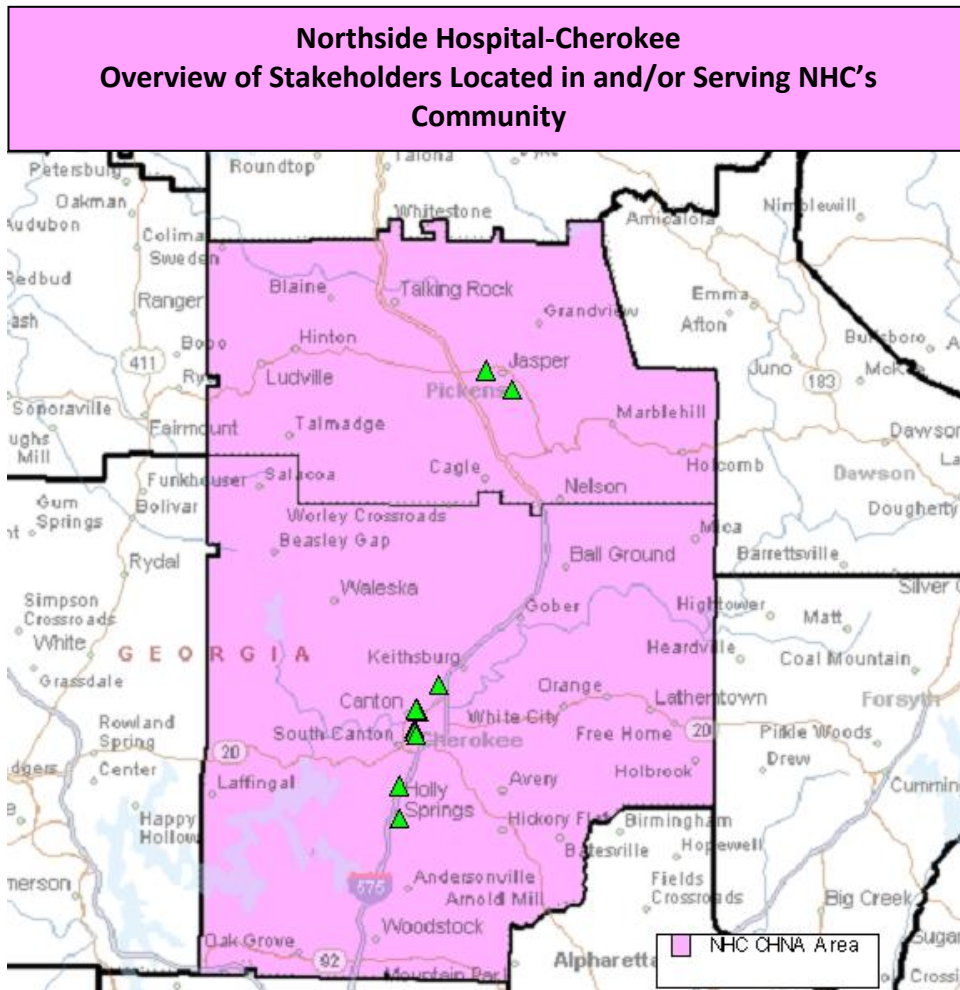 Northside Hospital-Cherokee
Overview of Stakeholders Located in and/or Serving NHC's
Community
Roundtop
Talona
Petersburg
Oakman
Whitestone
Amicalola
Nimblewill
Audubon
Colima
Sweden
Redbud
Blaine
Talking Rock
Ranger
Grandview
Emma
Afton
Hinton
Jasper
411
Ludville
Pickens
Juno
183
Sonoraville
Marblehill
Fairmount
Talmadge
Mill
Cagle
Holcomb
Dawson
Funkhouser
Salacoa
Nelson
Gum
Springs
Bolivar
Worley Crossroads
Mica
Dougherty
Beasley Gap
Ball Ground
Barrettsville
Rydal
Waleska
Simpson
Crossroads
Gober
Hightower
Matt
White
GEORGIA
Keithsburg
Heardville
Coal Mountain
Grassdale
Canton
Orange
Lathemtown
Forsyth
Rowland
Spring
South Canton
White City
Cherokee
Free Home
20
Pirkle Woods
20
Center
Laffingal
Avery
Holbrook
Drew
Cumming
Happy
Hollow
Holly
Springs
Hickory Flat
Birmingham
Batesville
Hopewell
575
Andersonville
Arnold Mill
Fields
Crossroads
Big Creek
Woodstock
Oak Grove
92
Mountain Par
Alpharetta
NHC CHNA Area